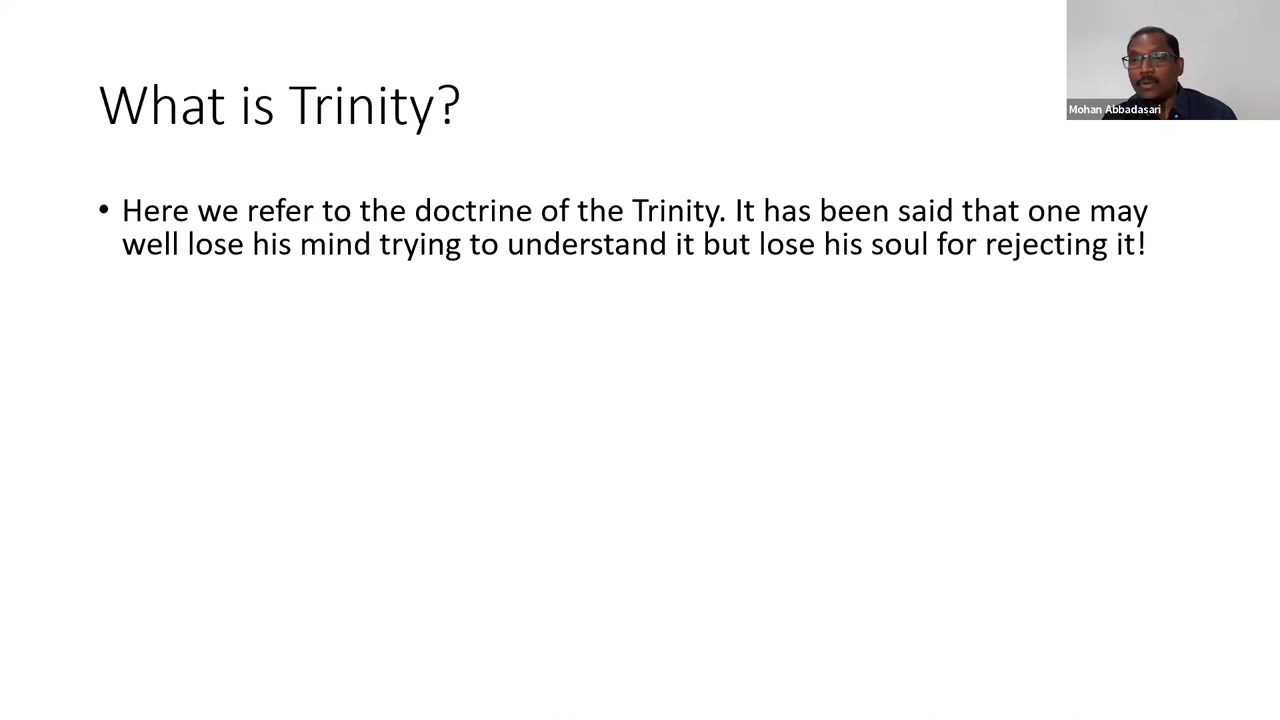 What is Trinity?
Mohan Abbadasari
• Here we refer to the doctrine of the Trinity. It has been said that one may
well lose his mind trying to understand it but lose his soul for rejecting it!